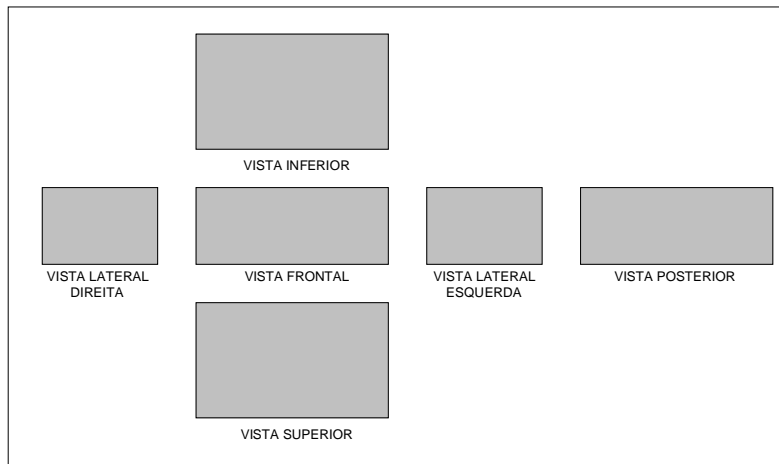 VISTA INFERIOR
VISTA LATERAL
DIREITA
VISTA FRONTAL
VISTA LATERAL
ESQUERDA
VISTA POSTERIOR
VISTA SUPERIOR